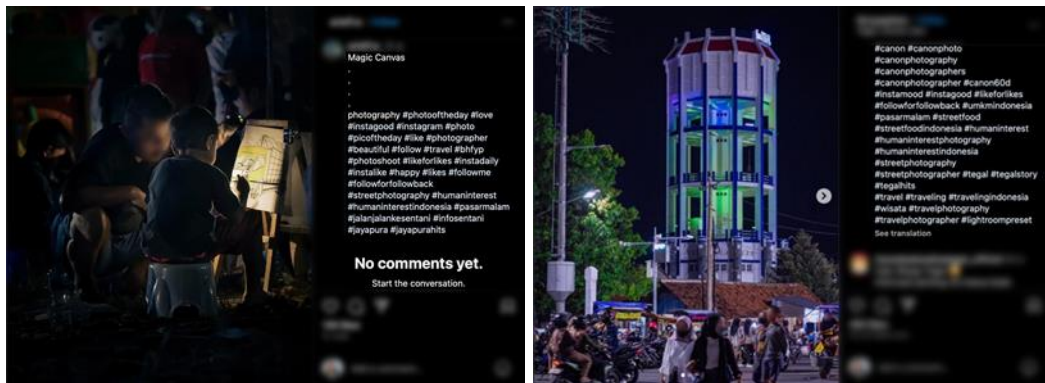 Magic Canvas
.
.
.
.
photography #photooftheday #love
#instagood #instagram #photo
#picoftheday #like #photographer
#beautiful #follow #travel #bhfyp
#photoshoot #likeforlikes #instadaily
#instalike #happy #likes #followme
#followforfollowback
#streetphotography #humaninterest
#humaninterestindonesia #pasarmalam
#jalanjalankesentani #infosentani
#jayapura #jayapurahits
No comments yet.
Start the conversation.
#canon #canonphoto
#canonphotography
#canonphotographers
#canonphotographer #canon60d
#instamood #instagood #likeforlikes
#followforfollowback #umkmindonesia
#pasarmalam #streetfood
#streetfoodindonesia #humaninterest
#humaninterestphotography
#humaninterestindonesia
#streetphotography
#streetphotographer #tegal #tegalstory
#tegalhits
#travel #traveling #travelingindonesia
#wisata #travelphotography
#travelphotographer #lightroompreset
See translation